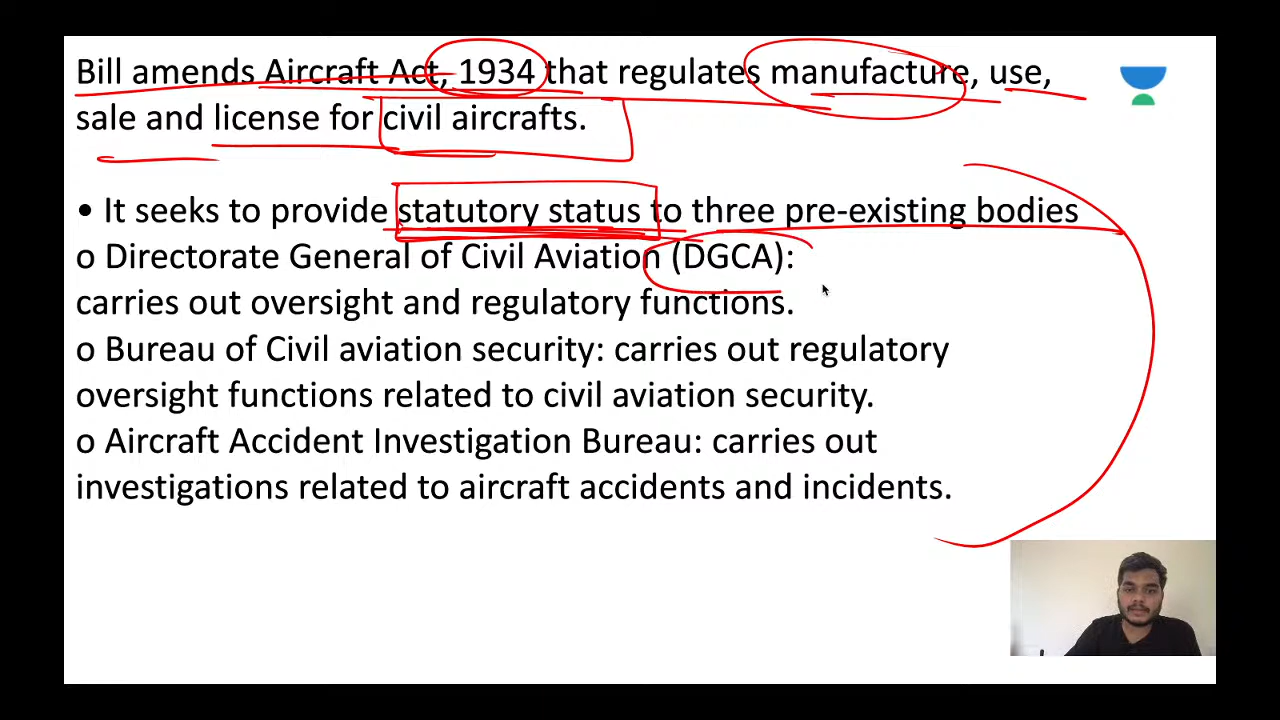 Bill amends Aircraft Act, 1934 that regulates manufacture, use,
sale and license for civil aircrafts.
• It seeks to provide statutory status to three pre-existing bodies
o Directorate General of Civil Aviation (DGCA):
carries out oversight and regulatory functions.
o Bureau of Civil aviation security: carries out regulatory
oversight functions related to civil aviation security.
o Aircraft Accident Investigation Bureau: carries out
investigations related to aircraft accidents and incidents.